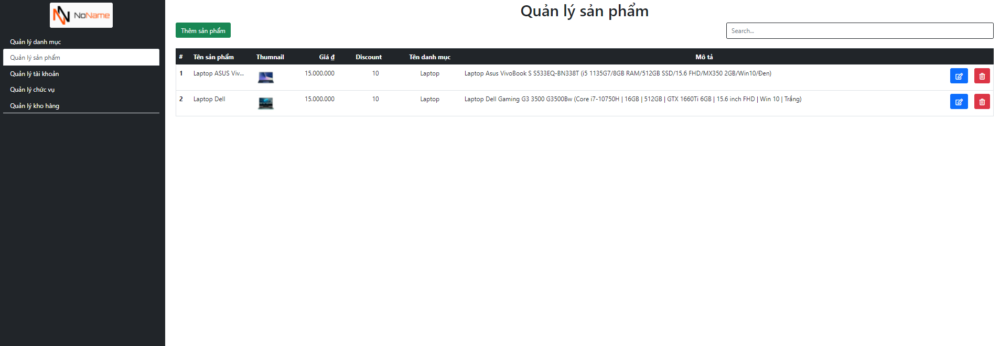 NoName
Quản lý danh mục
Quản lý sản phẩm
Quản lý tài khoản
Quản lý chức vụ
Quản lý kho hàng
Quản lý sản phẩm
Thêm sản phẩm
Search...
# Tên sản phẩm Thumnail Giá ₫ Discount Tên danh mục Mô tả
1 Laptop ASUS Viv... 15.000.000 10 Laptop Laptop Asus VivoBook S S533EQ-BN338T (i5 1135G7/8GB RAM/512GB SSD/15.6 FHD/MX350 2GB/Win10/Đen)
2 Laptop Dell 15.000.000 10 Laptop Laptop Dell Gaming G3 3500 G3500Bw (Core i7-10750H | 16GB | 512GB | GTX 1660Ti 6GB | 15.6 inch FHD | Win 10 | Trắng)